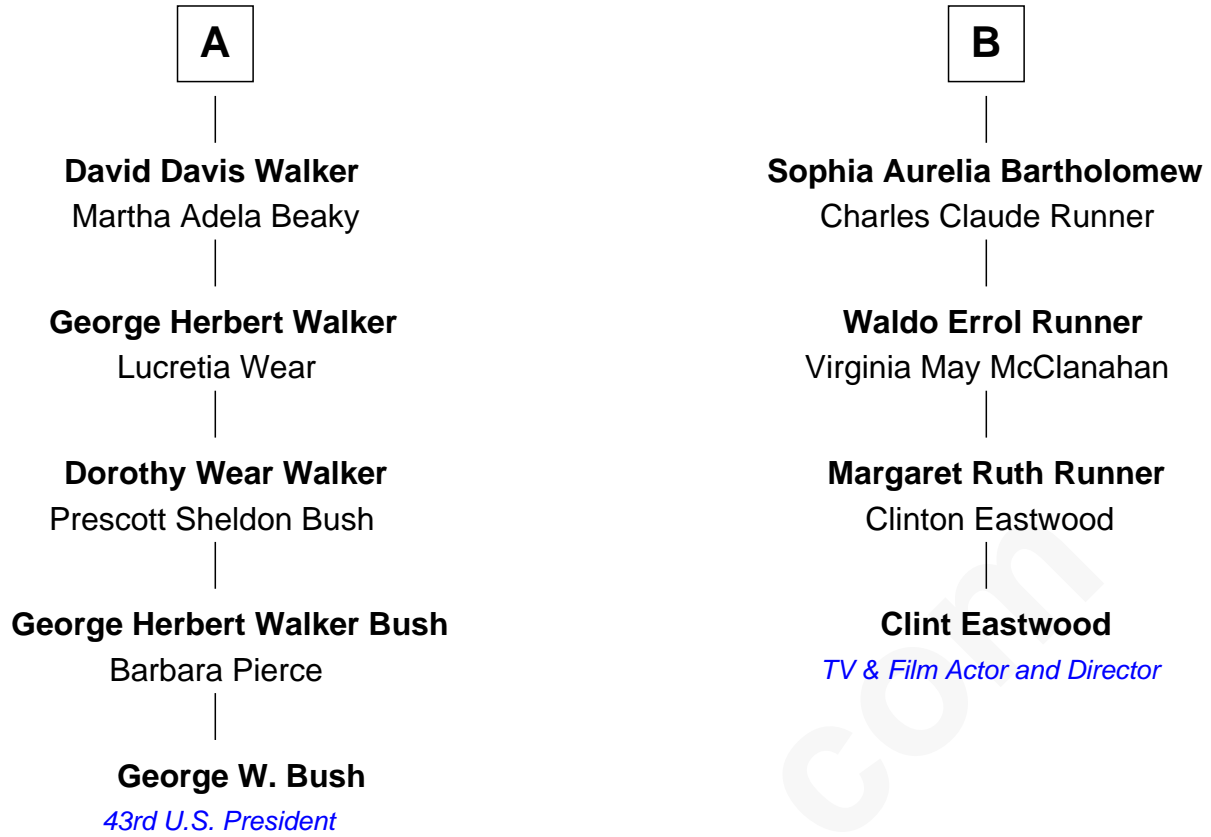 A
David Davis Walker
Martha Adela Beaky
George Herbert Walker
Lucretia Wear
Dorothy Wear Walker
Prescott Sheldon Bush
George Herbert Walker Bush
Barbara Pierce
George W. Bush
43rd U.S. President
B
Sophia Aurelia Bartholomew
Charles Claude Runner
Waldo Errol Runner
Virginia May McClanahan
Margaret Ruth Runner
Clinton Eastwood
Clint Eastwood
TV & Film Actor and Director
com